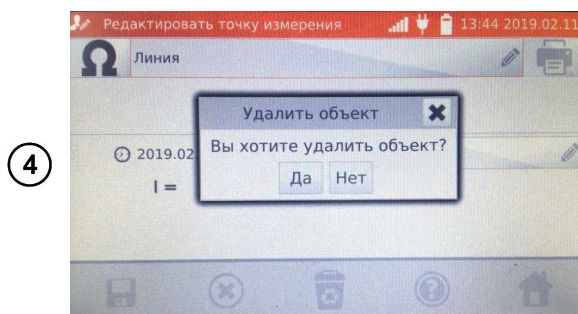 Редактировать точку измерения 13:44 2019.02.11
Ω Линия
Удалить объект
Вы хотите удалить объект?
Да Нет
4
2019.02
I =